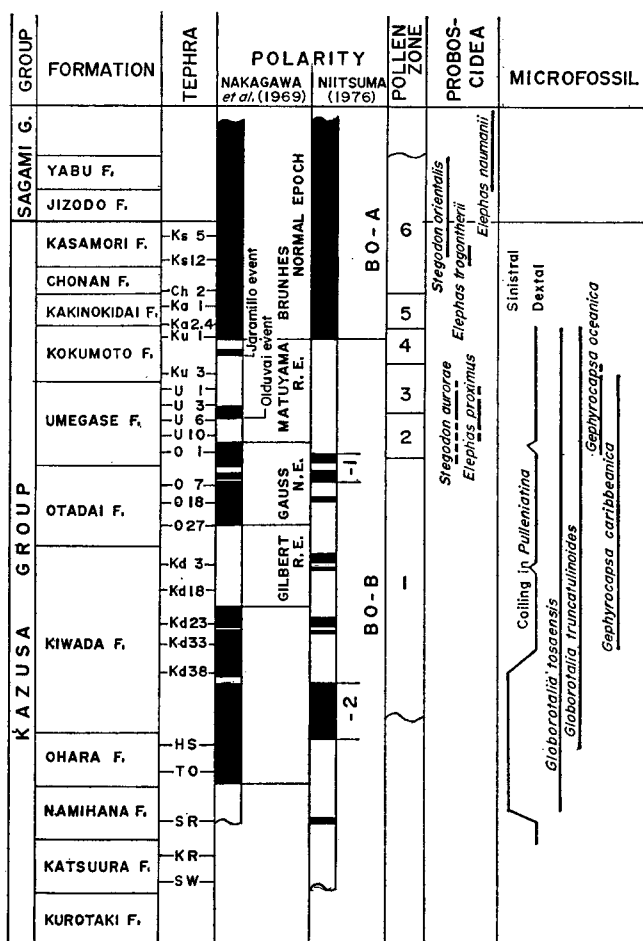 GROUP
FORMATION
TEPHRA
POLARITY
NAKAGAWA
et al. (1969)
NIITSUMA
(1976)
POLLEN
ZONE
PROBOS-
CIDEA
MICROFOSSIL
SAGAMI G.
KAZUSA GROUP
YABU F.
JIZODO F.
KASAMORI F.
CHONAN F.
KAKINOKIDAI F.
KOKUMOTO F.
UMEGASE F.
OTADAI F.
KIWADA F.
OHARA F.
NAMIHANA F.
KATSUURA F.
KUROTAKI F.
Ks 5
Ks12
Ch 2
Ka 1
Ka2.4
Ku 1
Ku 3
U 1
U 3
U 6
U10
O 1
O 7
O18
O27
Kd 3
Kd18
Kd23
Kd33
Kd38
HS
TO
SR
KR
SW
Jaramillo event
Olduvai event
BRUNHES
NORMAL EPOCH
MATUYAMA
R. E.
GAUSS
N. E.
GILBERT
R. E.
BO-A
BO-B
-1
-2
6
5
4
3
2
1
Stegodon orientalis
Elephas trogontherii
Elephas naumanii
Stegodon aurorae
Elephas proximus
Sinistral
Dextal
Coiling in Pulleniatina
Globorotalia tosaensis
Globorotalia truncatulinoides
Gephyrocapsa oceanica
Gephyrocapsa caribbeanica